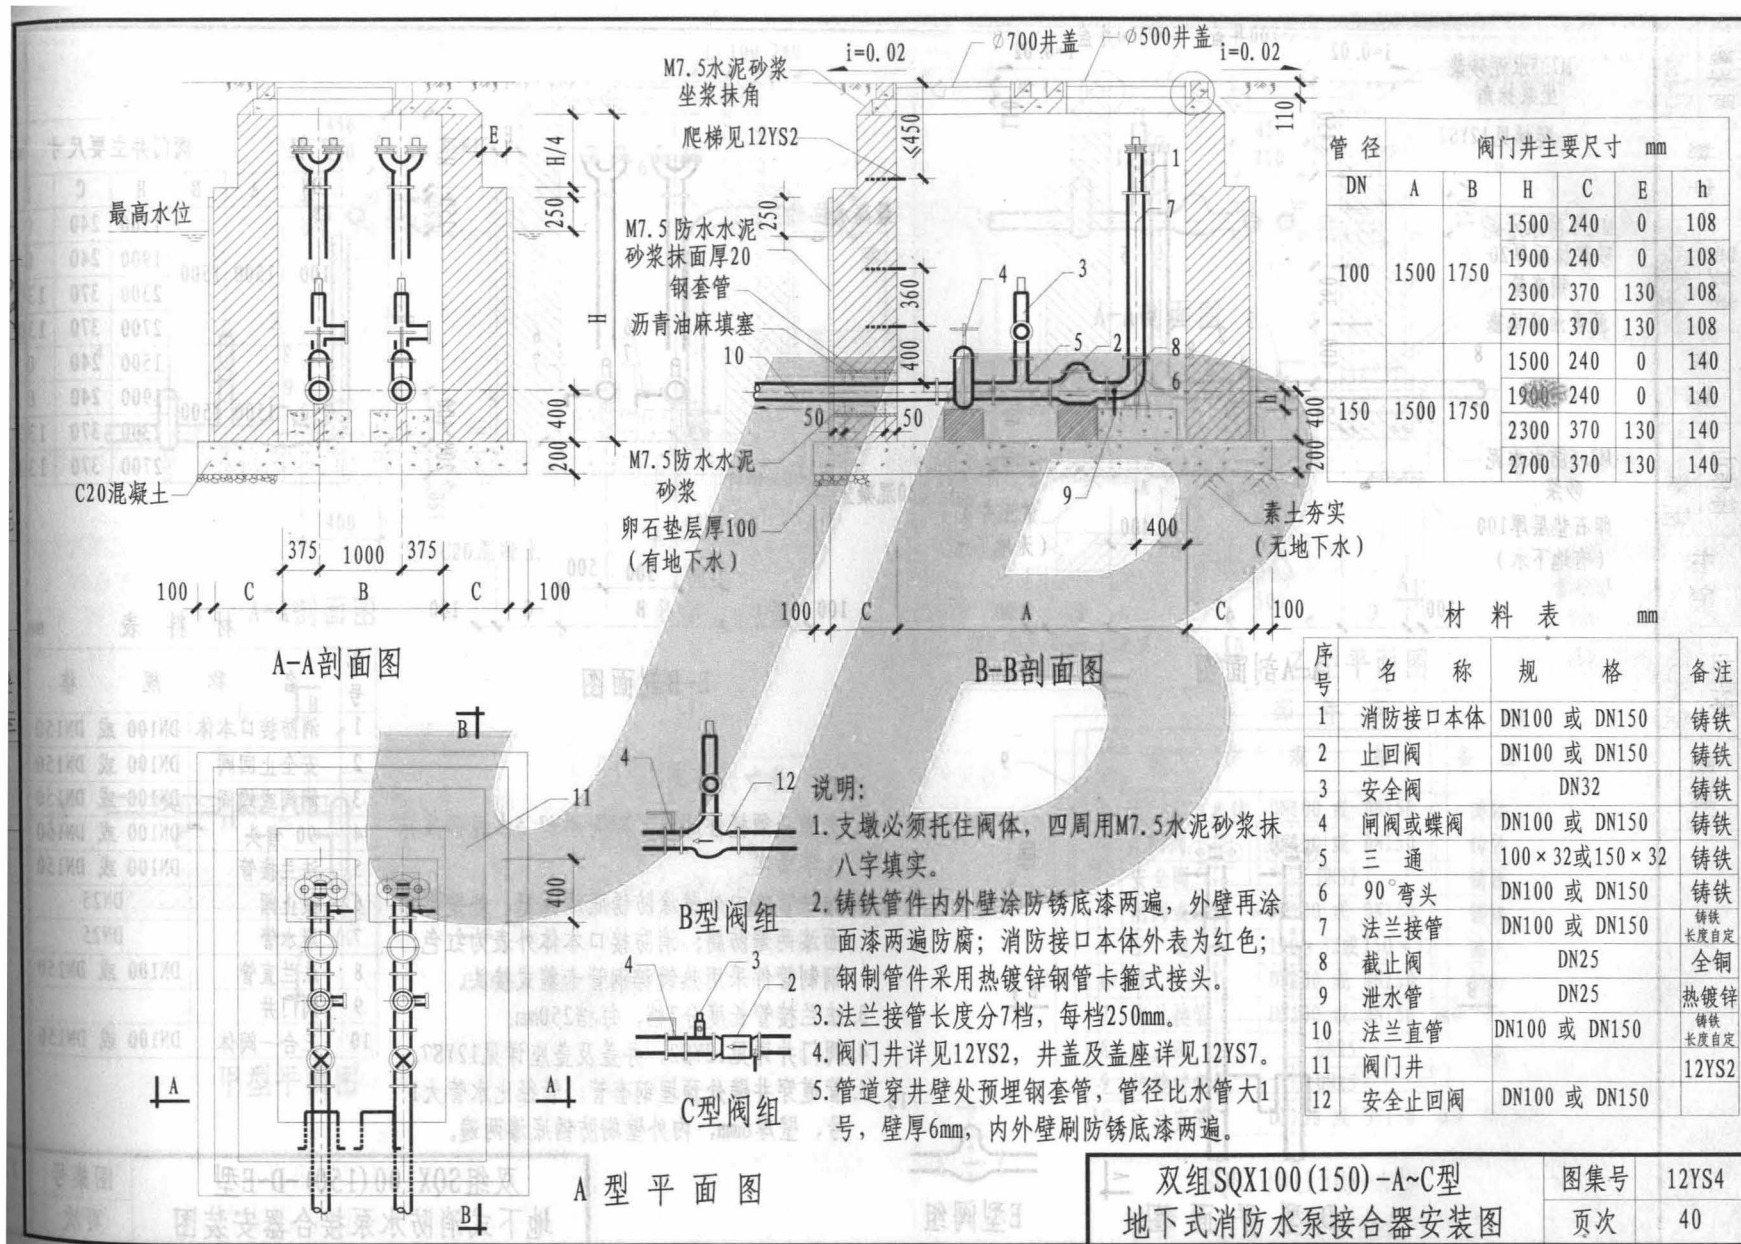 M7.5水泥砂浆
坐浆抹角
爬梯见12YS2
i=0.02
Ø700井盖
Ø500井盖
i=0.02
110
≤450
E
H/4
250
最高水位
H
400
200
C20混凝土
375
1000
375
100
C
B
C
100
A-A剖面图
250
M7.5防水水泥
砂浆抹面厚20
钢套管
沥青油麻填塞
10
360
400
4
3
5
2
1
7
8
6
h
400
200
50
50
M7.5防水水泥
砂浆
卵石垫层厚100
(有地下水)
9
400
素土夯实
(无地下水)
100
C
A
C
100
B-B剖面图
管径 阀门井主要尺寸 mm
DN A B H C E h
100 1500 1750 1500 240 0 108
1900 240 0 108
2300 370 130 108
2700 370 130 108
150 1500 1750 1500 240 0 140
1900 240 0 140
2300 370 130 140
2700 370 130 140
材料表 mm
序号 名称 规格 备注
1 消防接口本体 DN100 或 DN150 铸铁
2 止回阀 DN100 或 DN150 铸铁
3 安全阀 DN32 铸铁
4 闸阀或蝶阀 DN100 或 DN150 铸铁
5 三通 100×32或150×32 铸铁
6 90°弯头 DN100 或 DN150 铸铁
7 法兰接管 DN100 或 DN150 铸铁 长度自定
8 截止阀 DN25 全铜
9 泄水管 DN25 热镀锌
10 法兰直管 DN100 或 DN150 铸铁 长度自定
11 阀门井 12YS2
12 安全止回阀 DN100 或 DN150
B
11
400
A
A
B
A型平面图
4
12
B型阀组
4
3
2
C型阀组
说明:
1.支墩必须托住阀体，四周用M7.5水泥砂浆抹
八字填实。
2.铸铁管件内外壁涂防锈底漆两遍，外壁再涂
面漆两遍防腐；消防接口本体外表为红色；
钢制管件采用热镀锌钢管卡箍式接头。
3.法兰接管长度分7档，每档250mm。
4.阀门井详见12YS2，井盖及盖座详见12YS7。
5.管道穿井壁处预埋钢套管，管径比水管大1
号，壁厚6mm，内外壁刷防锈底漆两遍。
双组SQX100(150)-A~C型
地下式消防水泵接合器安装图
图集号 12YS4
页次 40
JB